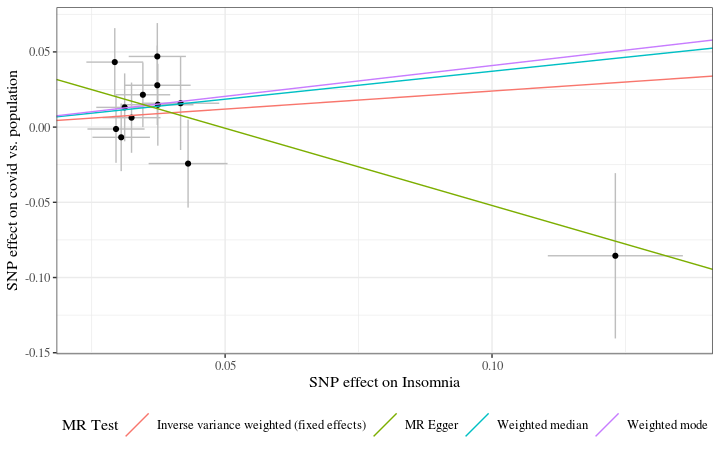 SNP effect on covid vs. population
0.05
0.00
-0.05
-0.10
-0.15
0.05
0.10
SNP effect on Insomnia
MR Test
Inverse variance weighted (fixed effects)
MR Egger
Weighted median
Weighted mode